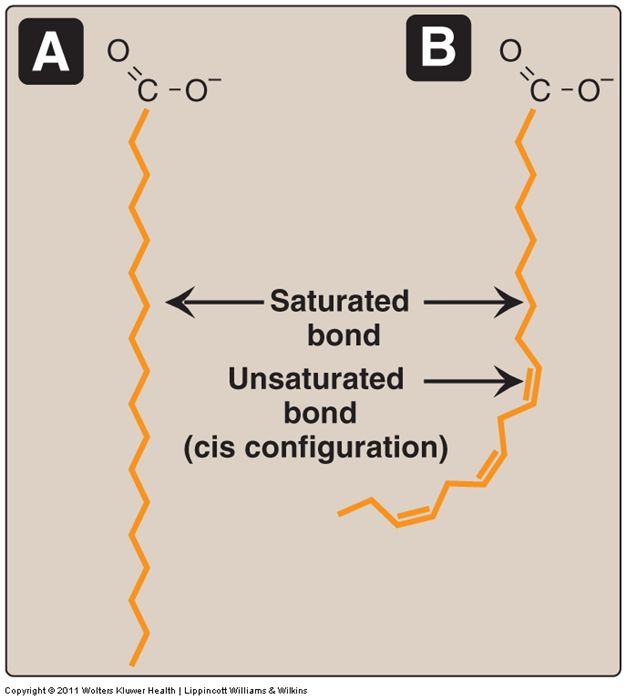 A
B
O
O
C –O–
C –O–
Saturated
bond
Unsaturated
bond
(cis configuration)
Copyright © 2011 Wolters Kluwer Health | Lippincott Williams & Wilkins